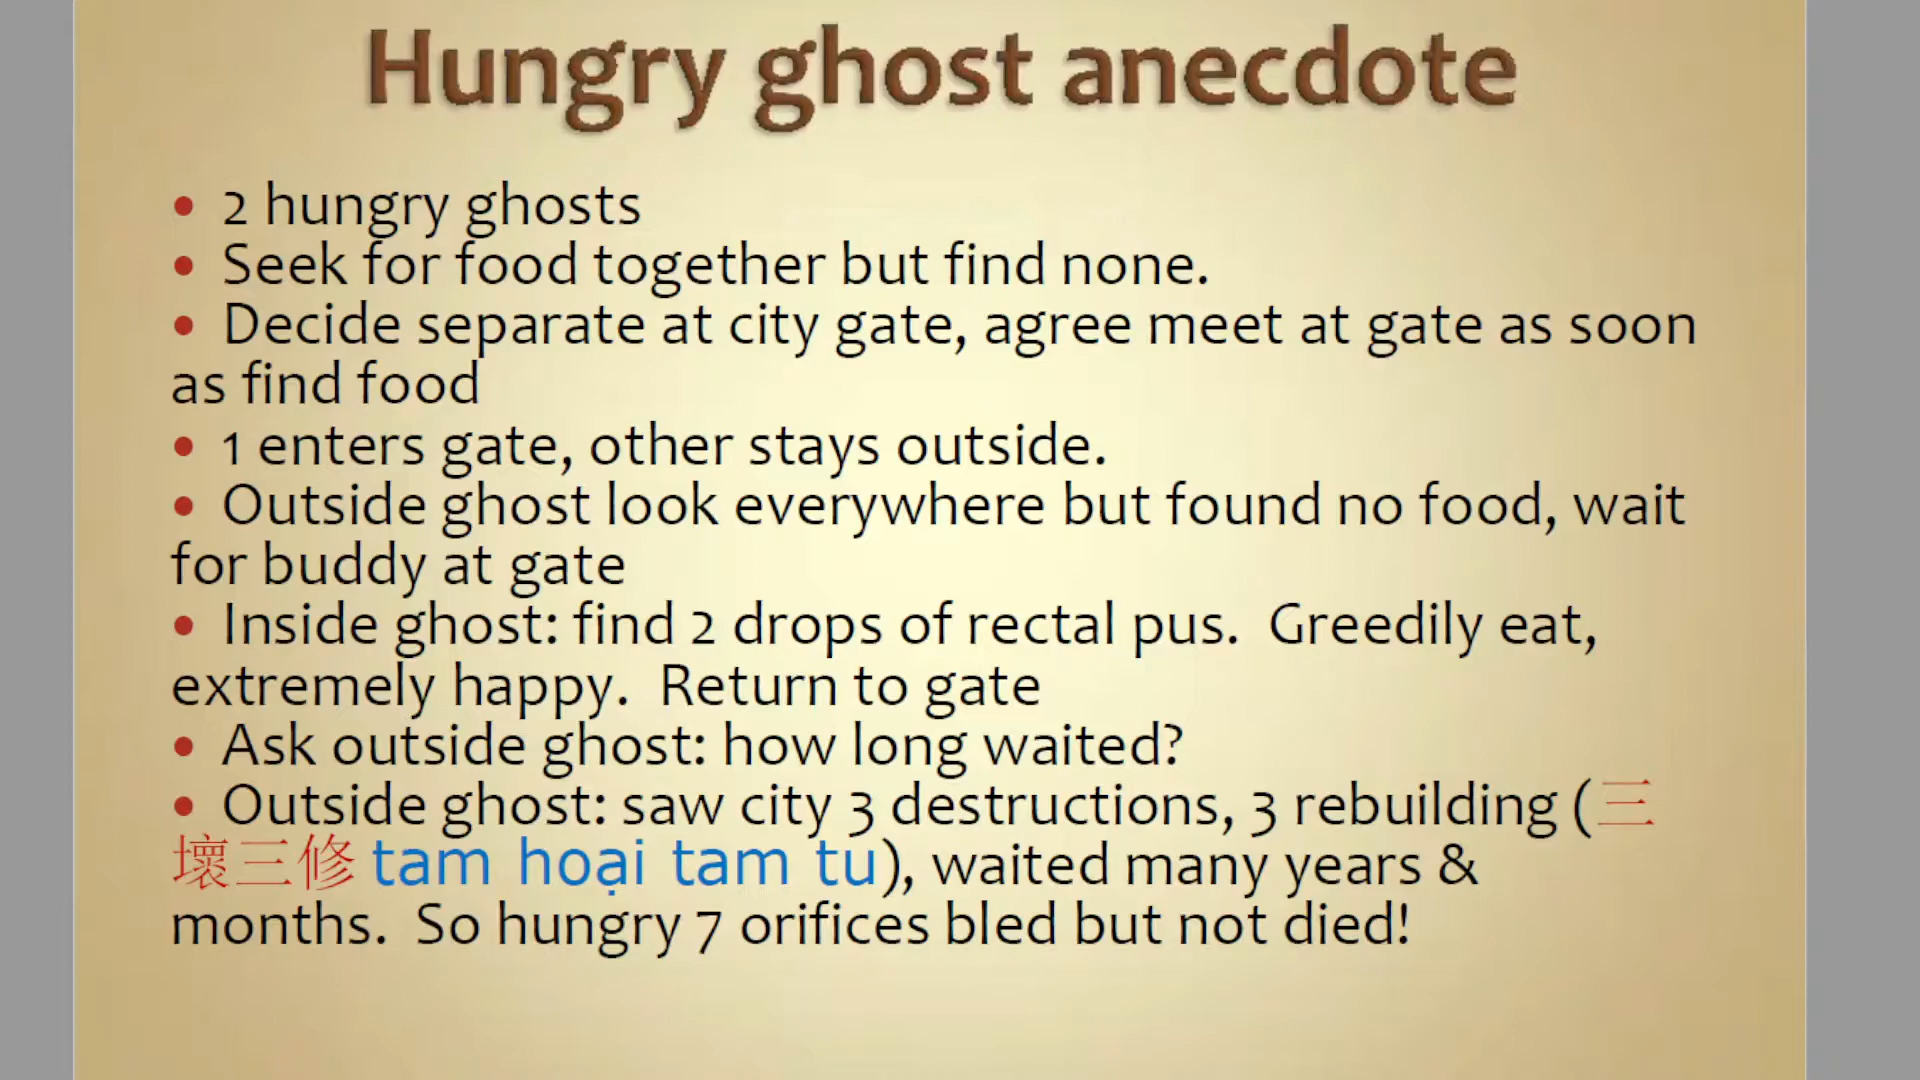 Hungry ghost anecdote
• 2 hungry ghosts
• Seek for food together but find none.
• Decide separate at city gate, agree meet at gate as soon
as find food
• 1 enters gate, other stays outside.
• Outside ghost look everywhere but found no food, wait
for buddy at gate
• Inside ghost: find 2 drops of rectal pus.  Greedily eat,
extremely happy.  Return to gate
• Ask outside ghost: how long waited?
• Outside ghost: saw city 3 destructions, 3 rebuilding (三
壞三修 tam hoại tam tu), waited many years &
months.  So hungry 7 orifices bled but not died!